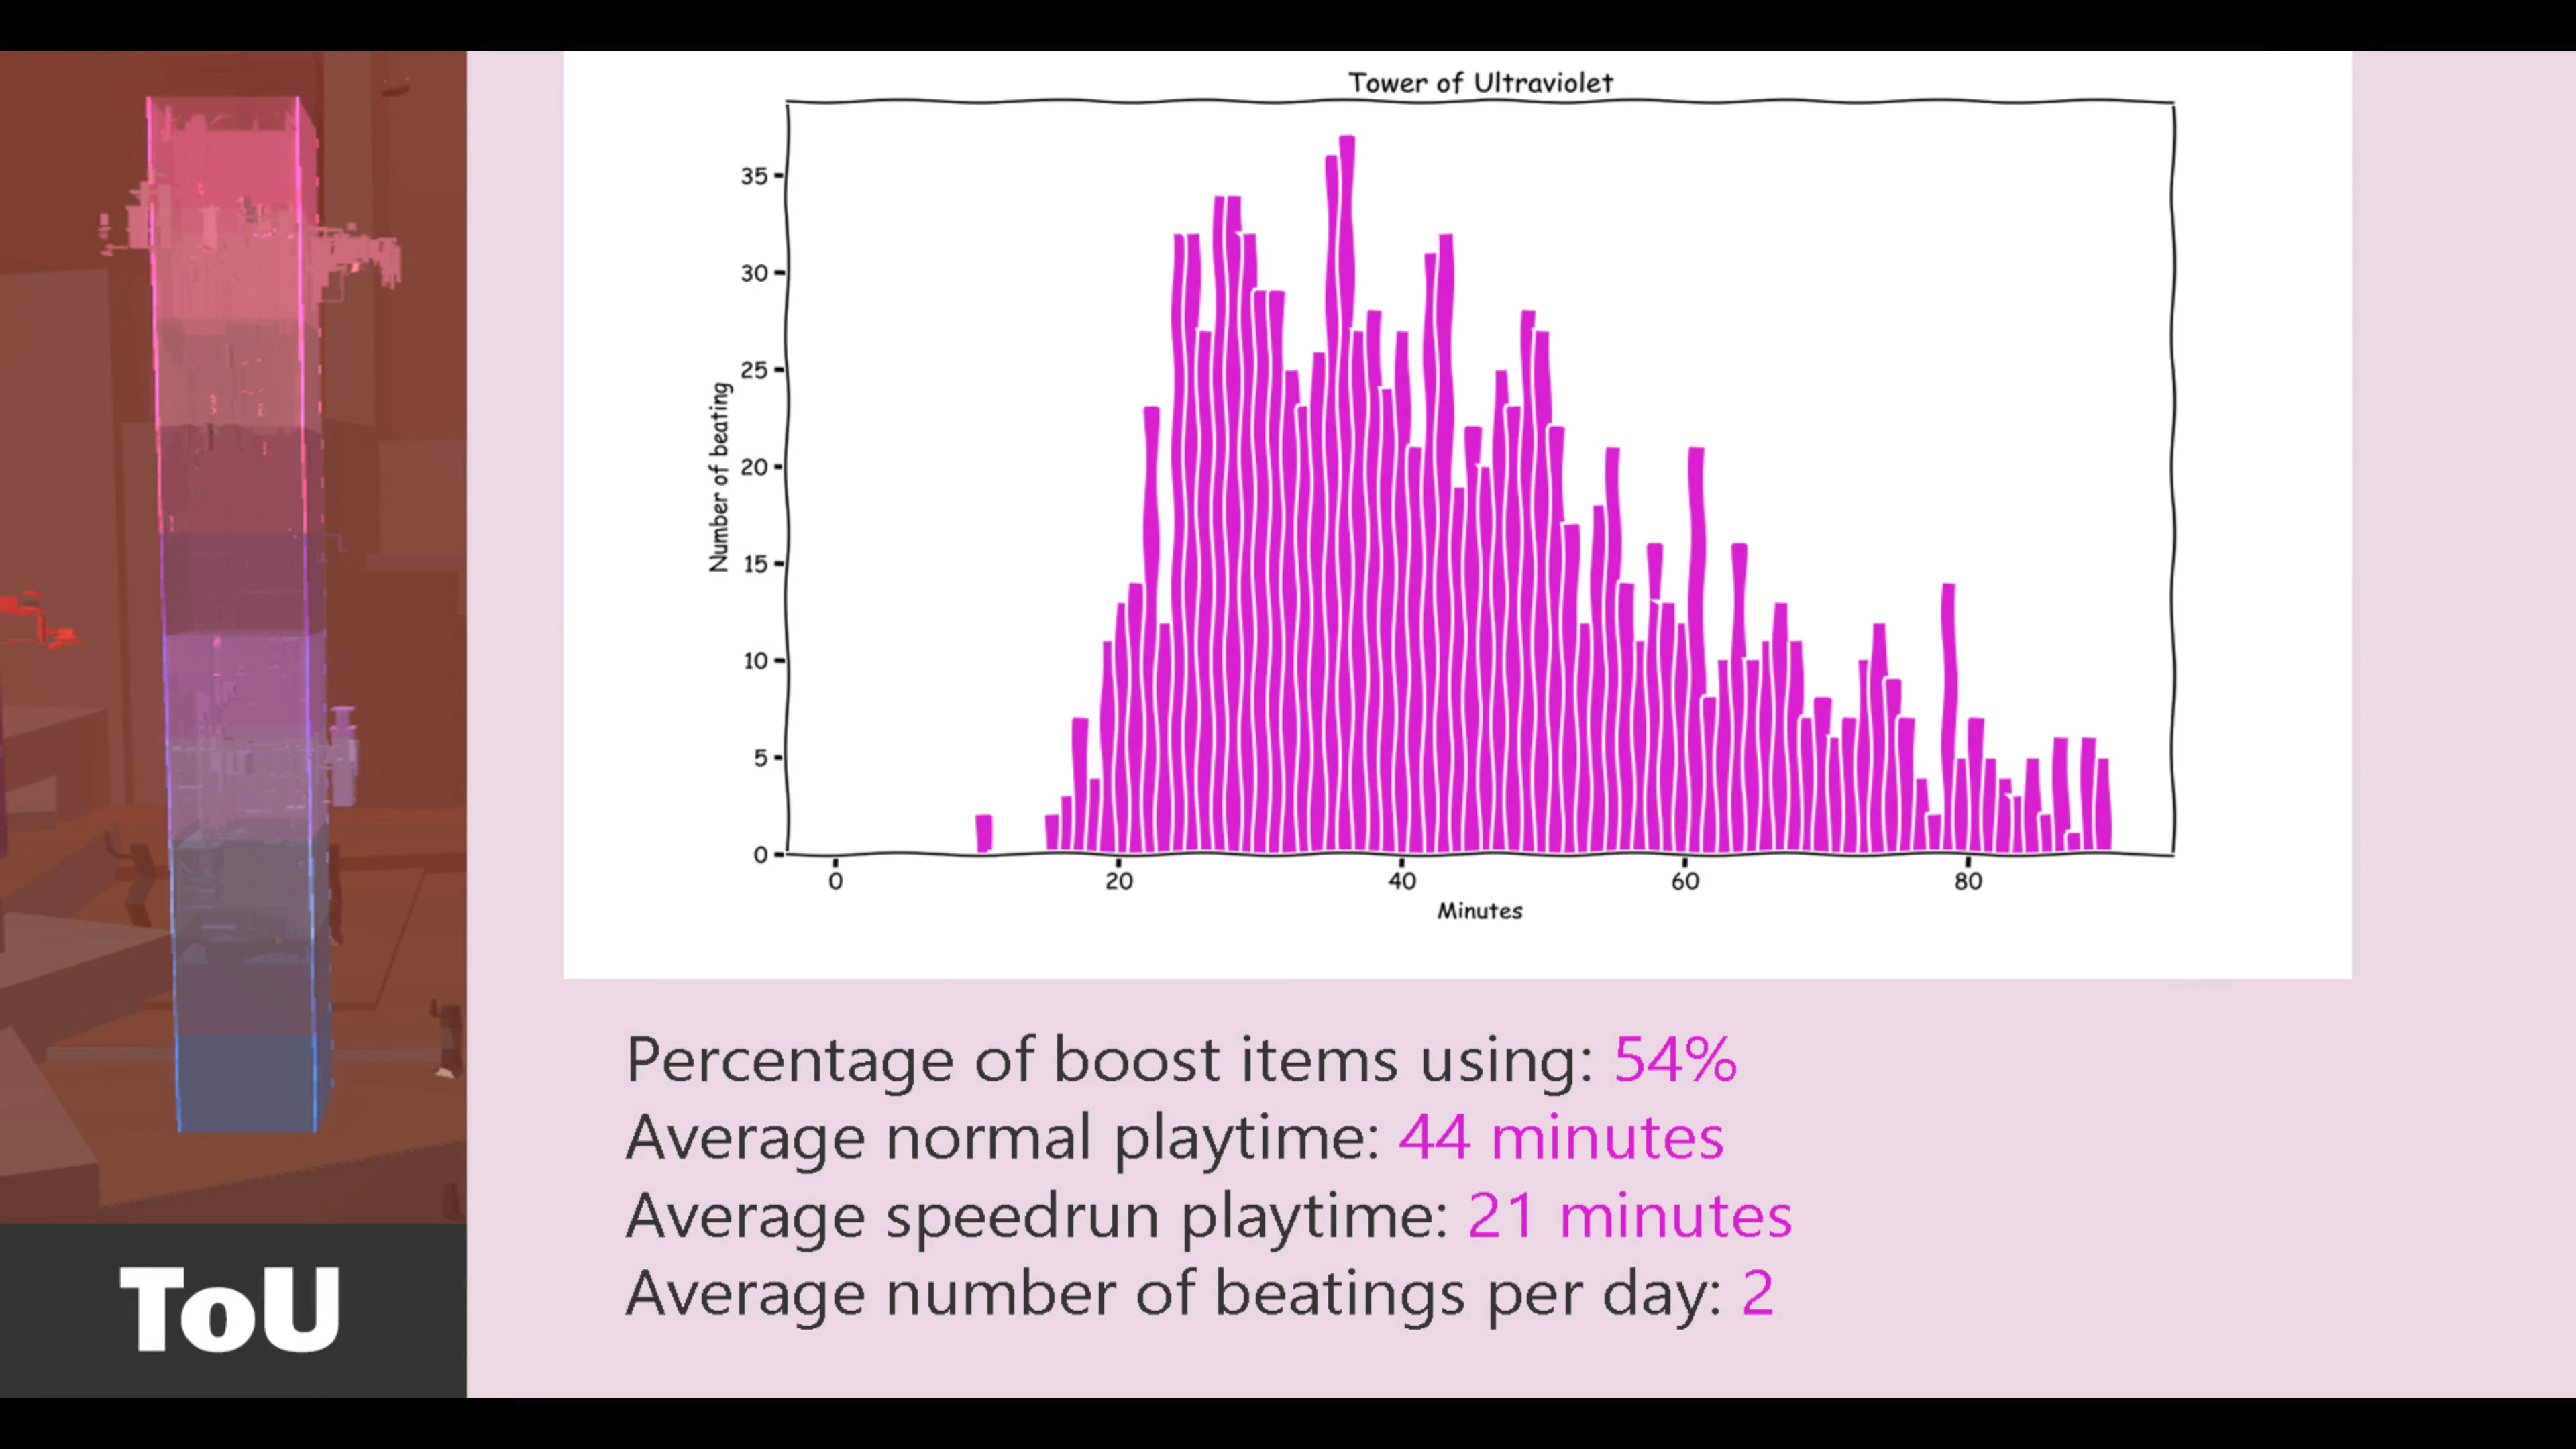 Tower of Ultraviolet
35
30
25
20
15
10
5
0
Number of beating
0 20 40 60 80
Minutes
Percentage of boost items using: 54%
Average normal playtime: 44 minutes
Average speedrun playtime: 21 minutes
Average number of beatings per day: 2
ToU